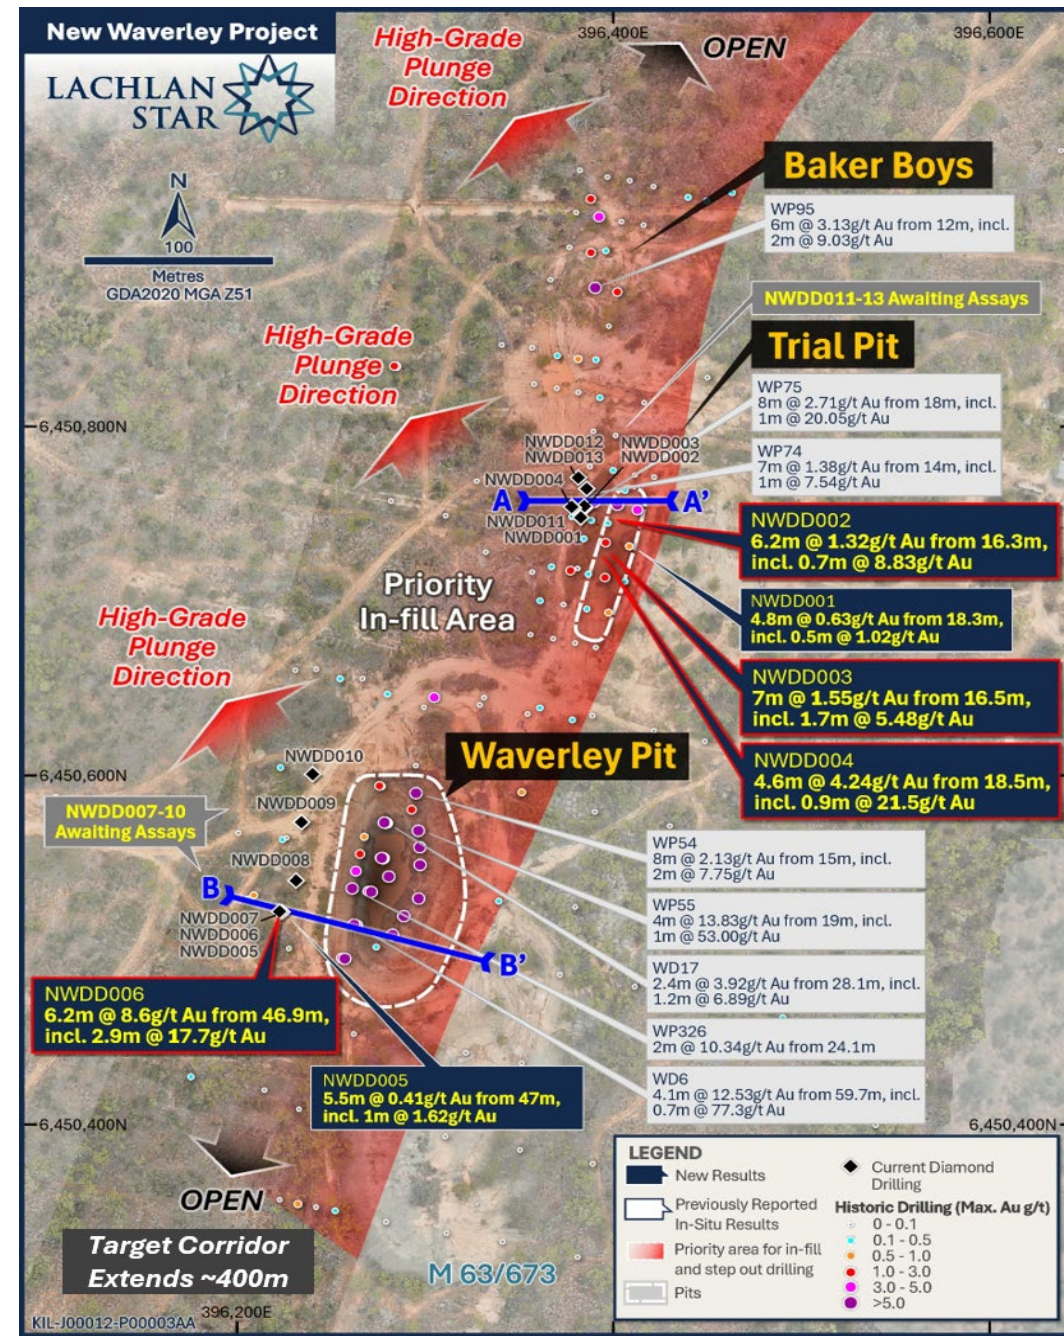 New Waverley Project
LACHLAN
STAR
N
100
Metres
GDA2020 MGA Z51
396,400E
396,600E
High-Grade
Plunge
Direction
OPEN
Baker Boys
WP95
6m @ 3.13g/t Au from 12m, incl.
2m @ 9.03g/t Au
NWDD011-13 Awaiting Assays
High-Grade
Plunge
Direction
Trial Pit
WP75
8m @ 2.71g/t Au from 18m, incl.
1m @ 20.05g/t Au
6,450,800N
NWDD012
NWDD013
NWDD003
NWDD002
WP74
7m @ 1.38g/t Au from 14m, incl.
1m @ 7.54g/t Au
NWDD004
A
A'
NWDD011
NWDD001
NWDD002
6.2m @ 1.32g/t Au from 16.3m,
incl. 0.7m @ 8.83g/t Au
Priority
In-fill Area
NWDD001
4.8m @ 0.63g/t Au from 18.3m,
incl. 0.5m @ 1.02g/t Au
High-Grade
Plunge
Direction
NWDD003
7m @ 1.55g/t Au from 16.5m,
incl. 1.7m @ 5.48g/t Au
Waverley Pit
NWDD004
4.6m @ 4.24g/t Au from 18.5m,
incl. 0.9m @ 21.5g/t Au
NWDD010
6,450,600N
NWDD009
NWDD007-10
Awaiting Assays
WP54
8m @ 2.13g/t Au from 15m, incl.
2m @ 7.75g/t Au
NWDD008
B
WP55
4m @ 13.83g/t Au from 19m, incl.
1m @ 53.00g/t Au
NWDD007
NWDD006
NWDD005
B'
WD17
2.4m @ 3.92g/t Au from 28.1m, incl.
1.2m @ 6.89g/t Au
NWDD006
6.2m @ 8.6g/t Au from 46.9m,
incl. 2.9m @ 17.7g/t Au
WP326
2m @ 10.34g/t Au from 24.1m
NWDD005
5.5m @ 0.41g/t Au from 47m,
incl. 1m @ 1.62g/t Au
WD6
4.1m @ 12.53g/t Au from 59.7m, incl.
0.7m @ 77.3g/t Au
6,450,400N
6,450,400N
OPEN
Target Corridor
Extends ~400m
M 63/673
396,200E
KIL-J00012-P00003AA
LEGEND
New Results
Previously Reported
In-Situ Results
Priority area for in-fill
and step out drilling
Pits
Current Diamond
Drilling
Historic Drilling (Max. Au g/t)
0 - 0.1
0.1 - 0.5
0.5 - 1.0
1.0 - 3.0
3.0 - 5.0
>5.0